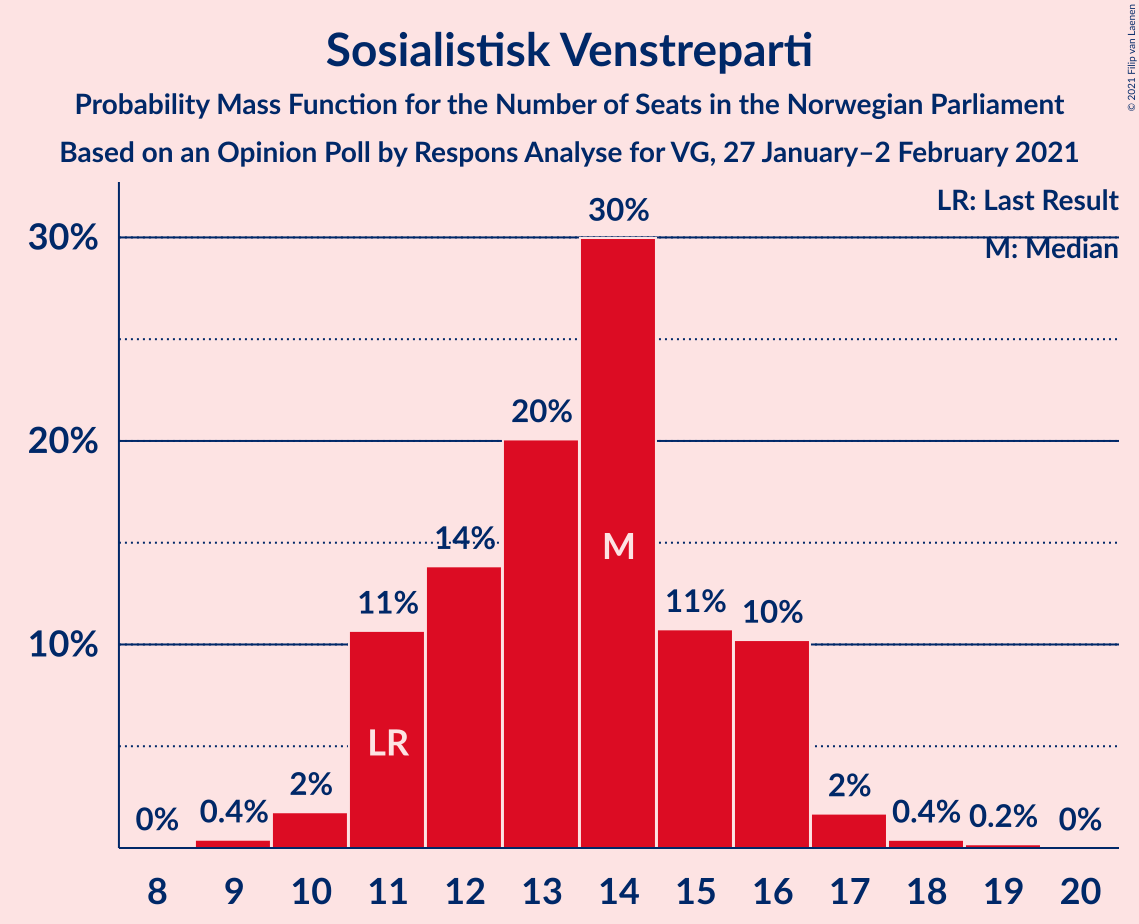 Sosialistisk Venstreparti
Probability Mass Function for the Number of Seats in the Norwegian Parliament
Based on an Opinion Poll by Respons Analyse for VG, 27 January–2 February 2021
© 2021 Filip van Laenen
LR: Last Result
M: Median
30%
20%
10%
0%
0.4%
2%
11%
14%
20%
30%
11%
10%
2%
0.4%
0.2%
0%
LR
M
8 9 10 11 12 13 14 15 16 17 18 19 20